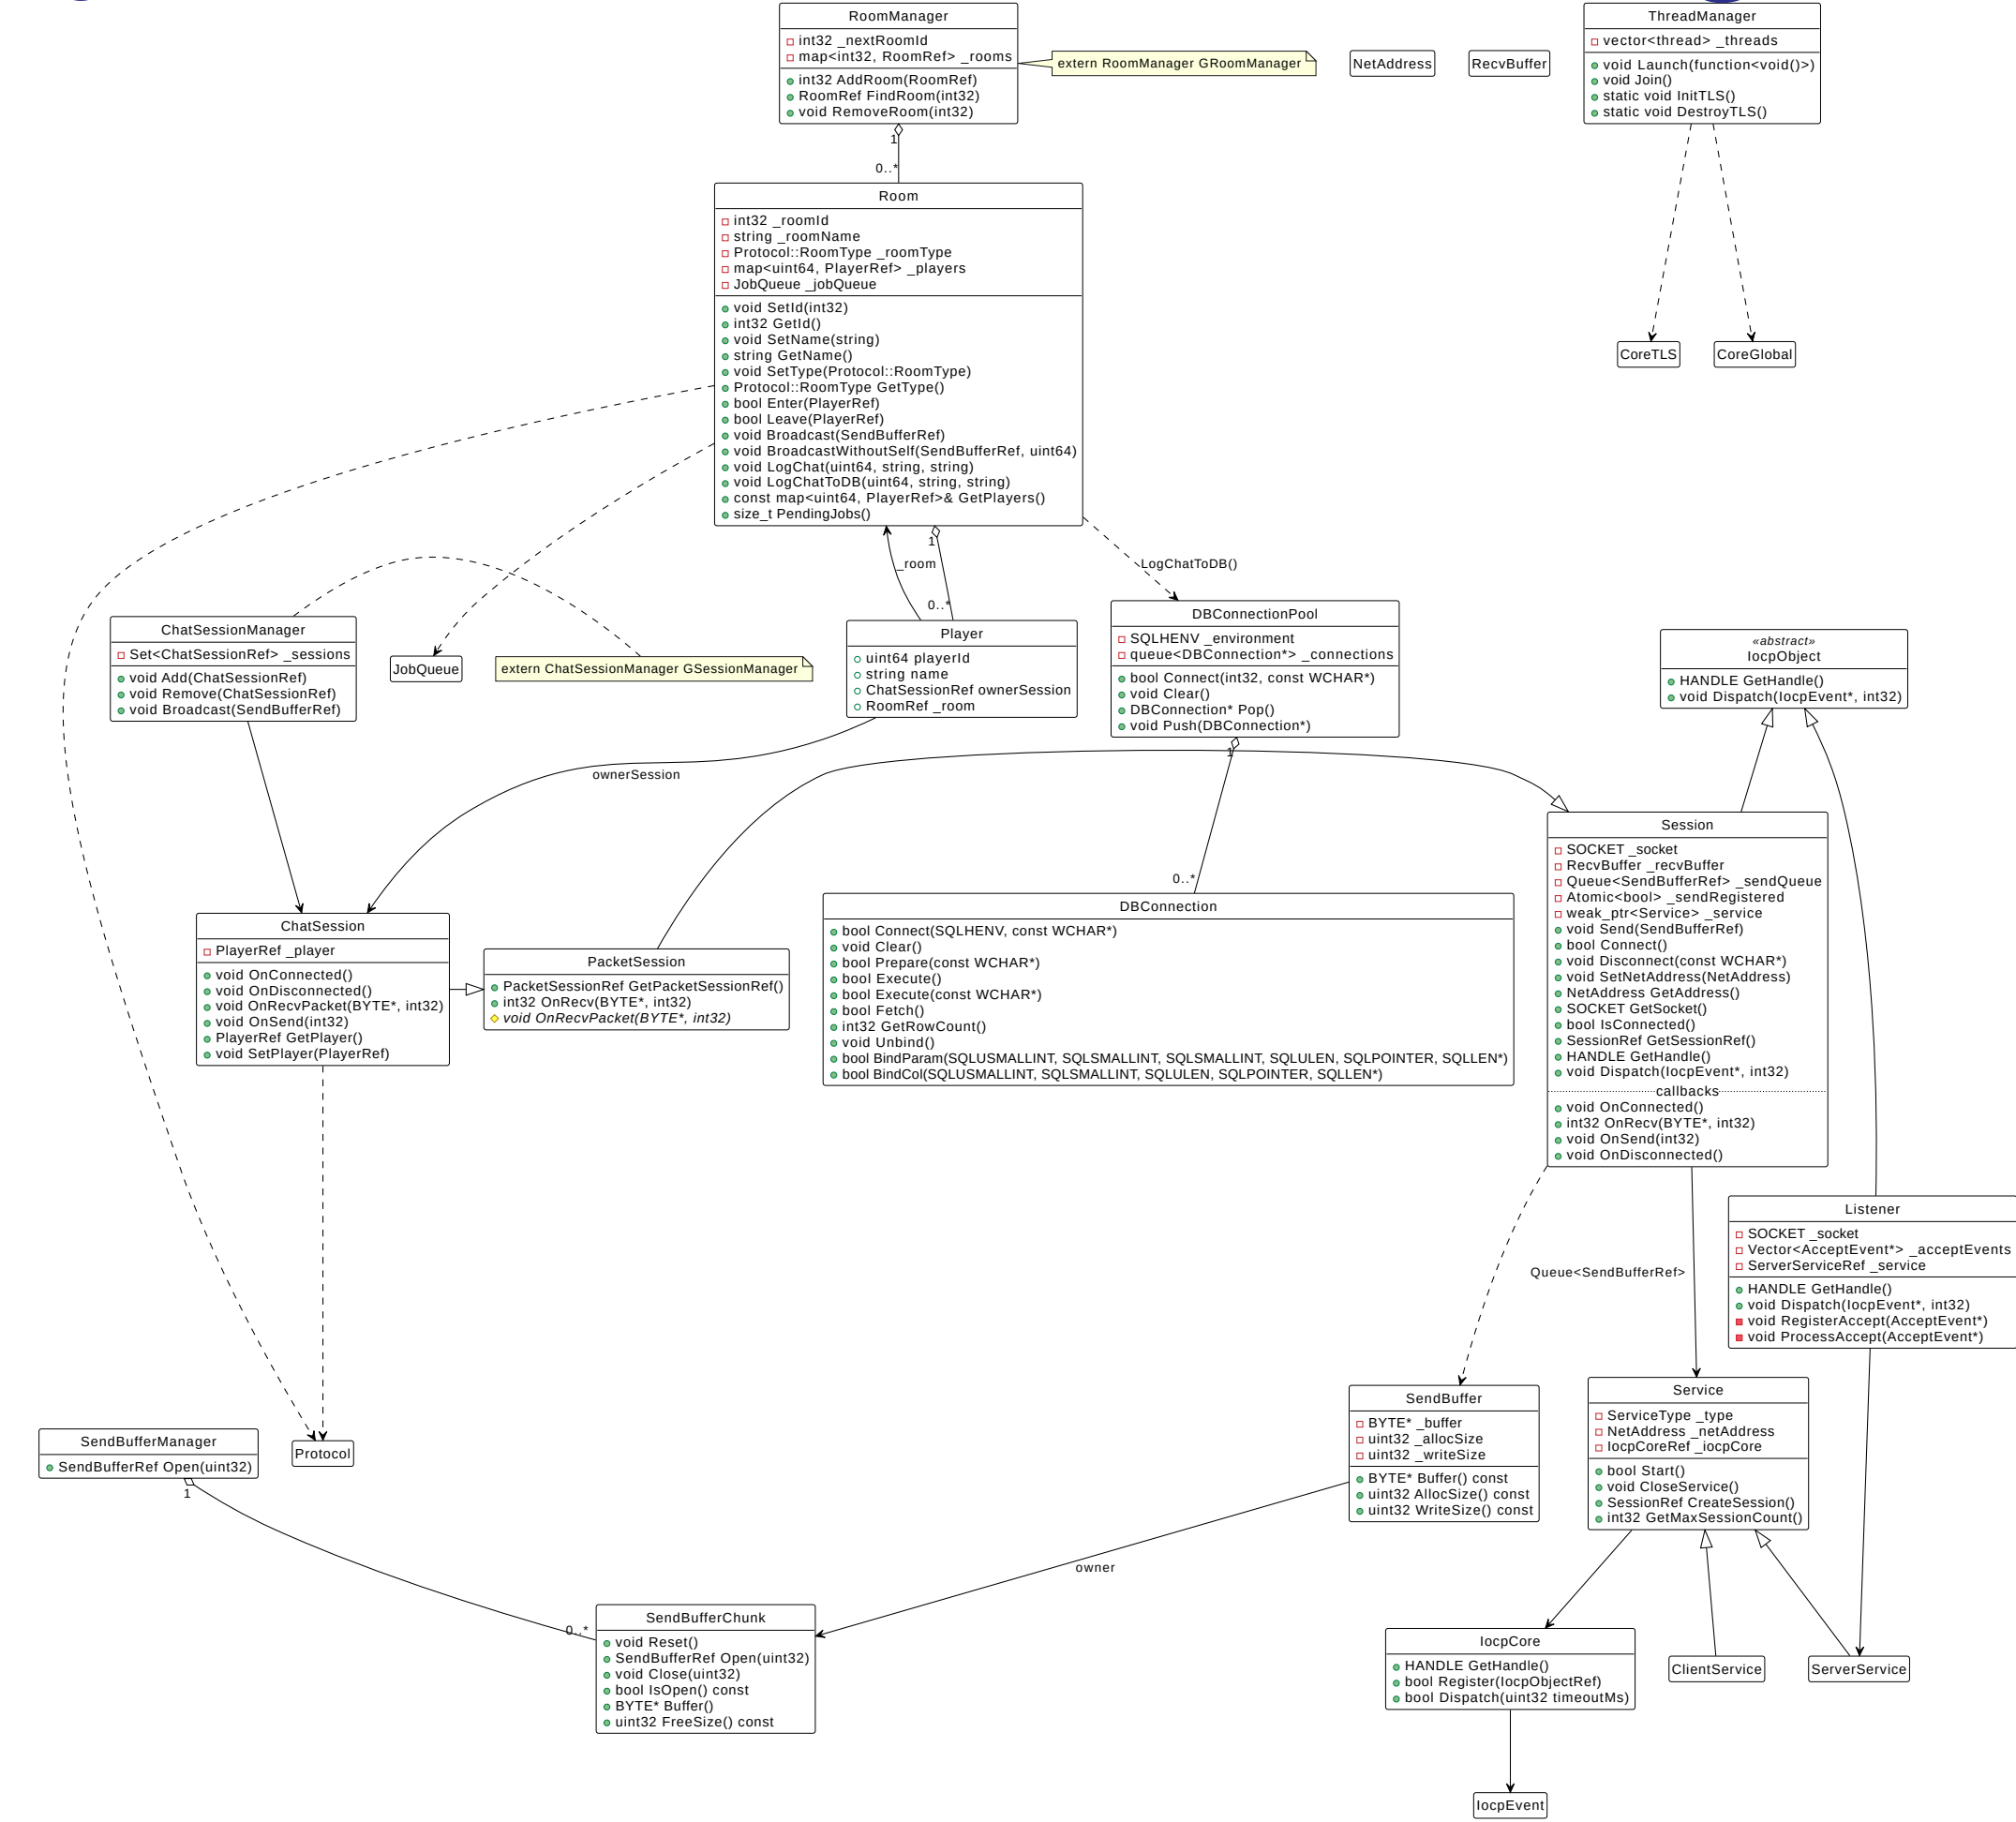 RoomManager
int32 _nextRoomId
map<int32, RoomRef> _rooms
int32 AddRoom(RoomRef)
RoomRef FindRoom(int32)
void RemoveRoom(int32)
extern RoomManager GRoomManager
NetAddress
RecvBuffer
ThreadManager
vector<thread> _threads
void Launch(function<void()>)
void Join()
static void InitTLS()
static void DestroyTLS()
1
0..*
Room
int32 _roomId
string _roomName
Protocol::RoomType _roomType
map<uint64, PlayerRef> _players
JobQueue _jobQueue
void SetId(int32)
int32 GetId()
void SetName(string)
string GetName()
void SetType(Protocol::RoomType)
Protocol::RoomType GetType()
bool Enter(PlayerRef)
bool Leave(PlayerRef)
void Broadcast(SendBufferRef)
void BroadcastWithoutSelf(SendBufferRef, uint64)
void LogChat(uint64, string, string)
void LogChatToDB(uint64, string, string)
const map<uint64, PlayerRef>& GetPlayers()
size_t PendingJobs()
CoreTLS
CoreGlobal
1
_room
0..*
LogChatToDB()
ChatSessionManager
Set<ChatSessionRef> _sessions
void Add(ChatSessionRef)
void Remove(ChatSessionRef)
void Broadcast(SendBufferRef)
JobQueue
extern ChatSessionManager GSessionManager
Player
uint64 playerId
string name
ChatSessionRef ownerSession
RoomRef _room
DBConnectionPool
SQLHENV _environment
queue<DBConnection*> _connections
bool Connect(int32, const WCHAR*)
void Clear()
DBConnection* Pop()
void Push(DBConnection*)
«abstract»
IocpObject
HANDLE GetHandle()
void Dispatch(IocpEvent*, int32)
ownerSession
1
0..*
ChatSession
PlayerRef _player
void OnConnected()
void OnDisconnected()
void OnRecvPacket(BYTE*, int32)
void OnSend(int32)
PlayerRef GetPlayer()
void SetPlayer(PlayerRef)
PacketSession
PacketSessionRef GetPacketSessionRef()
int32 OnRecv(BYTE*, int32)
void OnRecvPacket(BYTE*, int32)
DBConnection
bool Connect(SQLHENV, const WCHAR*)
void Clear()
bool Prepare(const WCHAR*)
bool Execute()
bool Execute(const WCHAR*)
bool Fetch()
int32 GetRowCount()
void Unbind()
bool BindParam(SQLUSMALLINT, SQLSMALLINT, SQLSMALLINT, SQLULEN, SQLPOINTER, SQLLEN*)
bool BindCol(SQLUSMALLINT, SQLSMALLINT, SQLULEN, SQLPOINTER, SQLLEN*)
Session
SOCKET _socket
RecvBuffer _recvBuffer
Queue<SendBufferRef> _sendQueue
Atomic<bool> _sendRegistered
weak_ptr<Service> _service
void Send(SendBufferRef)
bool Connect()
void Disconnect(const WCHAR*)
void SetNetAddress(NetAddress)
NetAddress GetAddress()
SOCKET GetSocket()
bool IsConnected()
SessionRef GetSessionRef()
HANDLE GetHandle()
void Dispatch(IocpEvent*, int32)
callbacks
void OnConnected()
int32 OnRecv(BYTE*, int32)
void OnSend(int32)
void OnDisconnected()
Queue<SendBufferRef>
Listener
SOCKET _socket
Vector<AcceptEvent*> _acceptEvents
ServerServiceRef _service
HANDLE GetHandle()
void Dispatch(IocpEvent*, int32)
void RegisterAccept(AcceptEvent*)
void ProcessAccept(AcceptEvent*)
SendBufferManager
SendBufferRef Open(uint32)
Protocol
SendBuffer
BYTE* _buffer
uint32 _allocSize
uint32 _writeSize
BYTE* Buffer() const
uint32 AllocSize() const
uint32 WriteSize() const
Service
ServiceType _type
NetAddress _netAddress
IocpCoreRef _iocpCore
bool Start()
void CloseService()
SessionRef CreateSession()
int32 GetMaxSessionCount()
1
owner
0..*
SendBufferChunk
void Reset()
SendBufferRef Open(uint32)
void Close(uint32)
bool IsOpen() const
BYTE* Buffer()
uint32 FreeSize() const
IocpCore
HANDLE GetHandle()
bool Register(IocpObjectRef)
bool Dispatch(uint32 timeoutMs)
ClientService
ServerService
IocpEvent